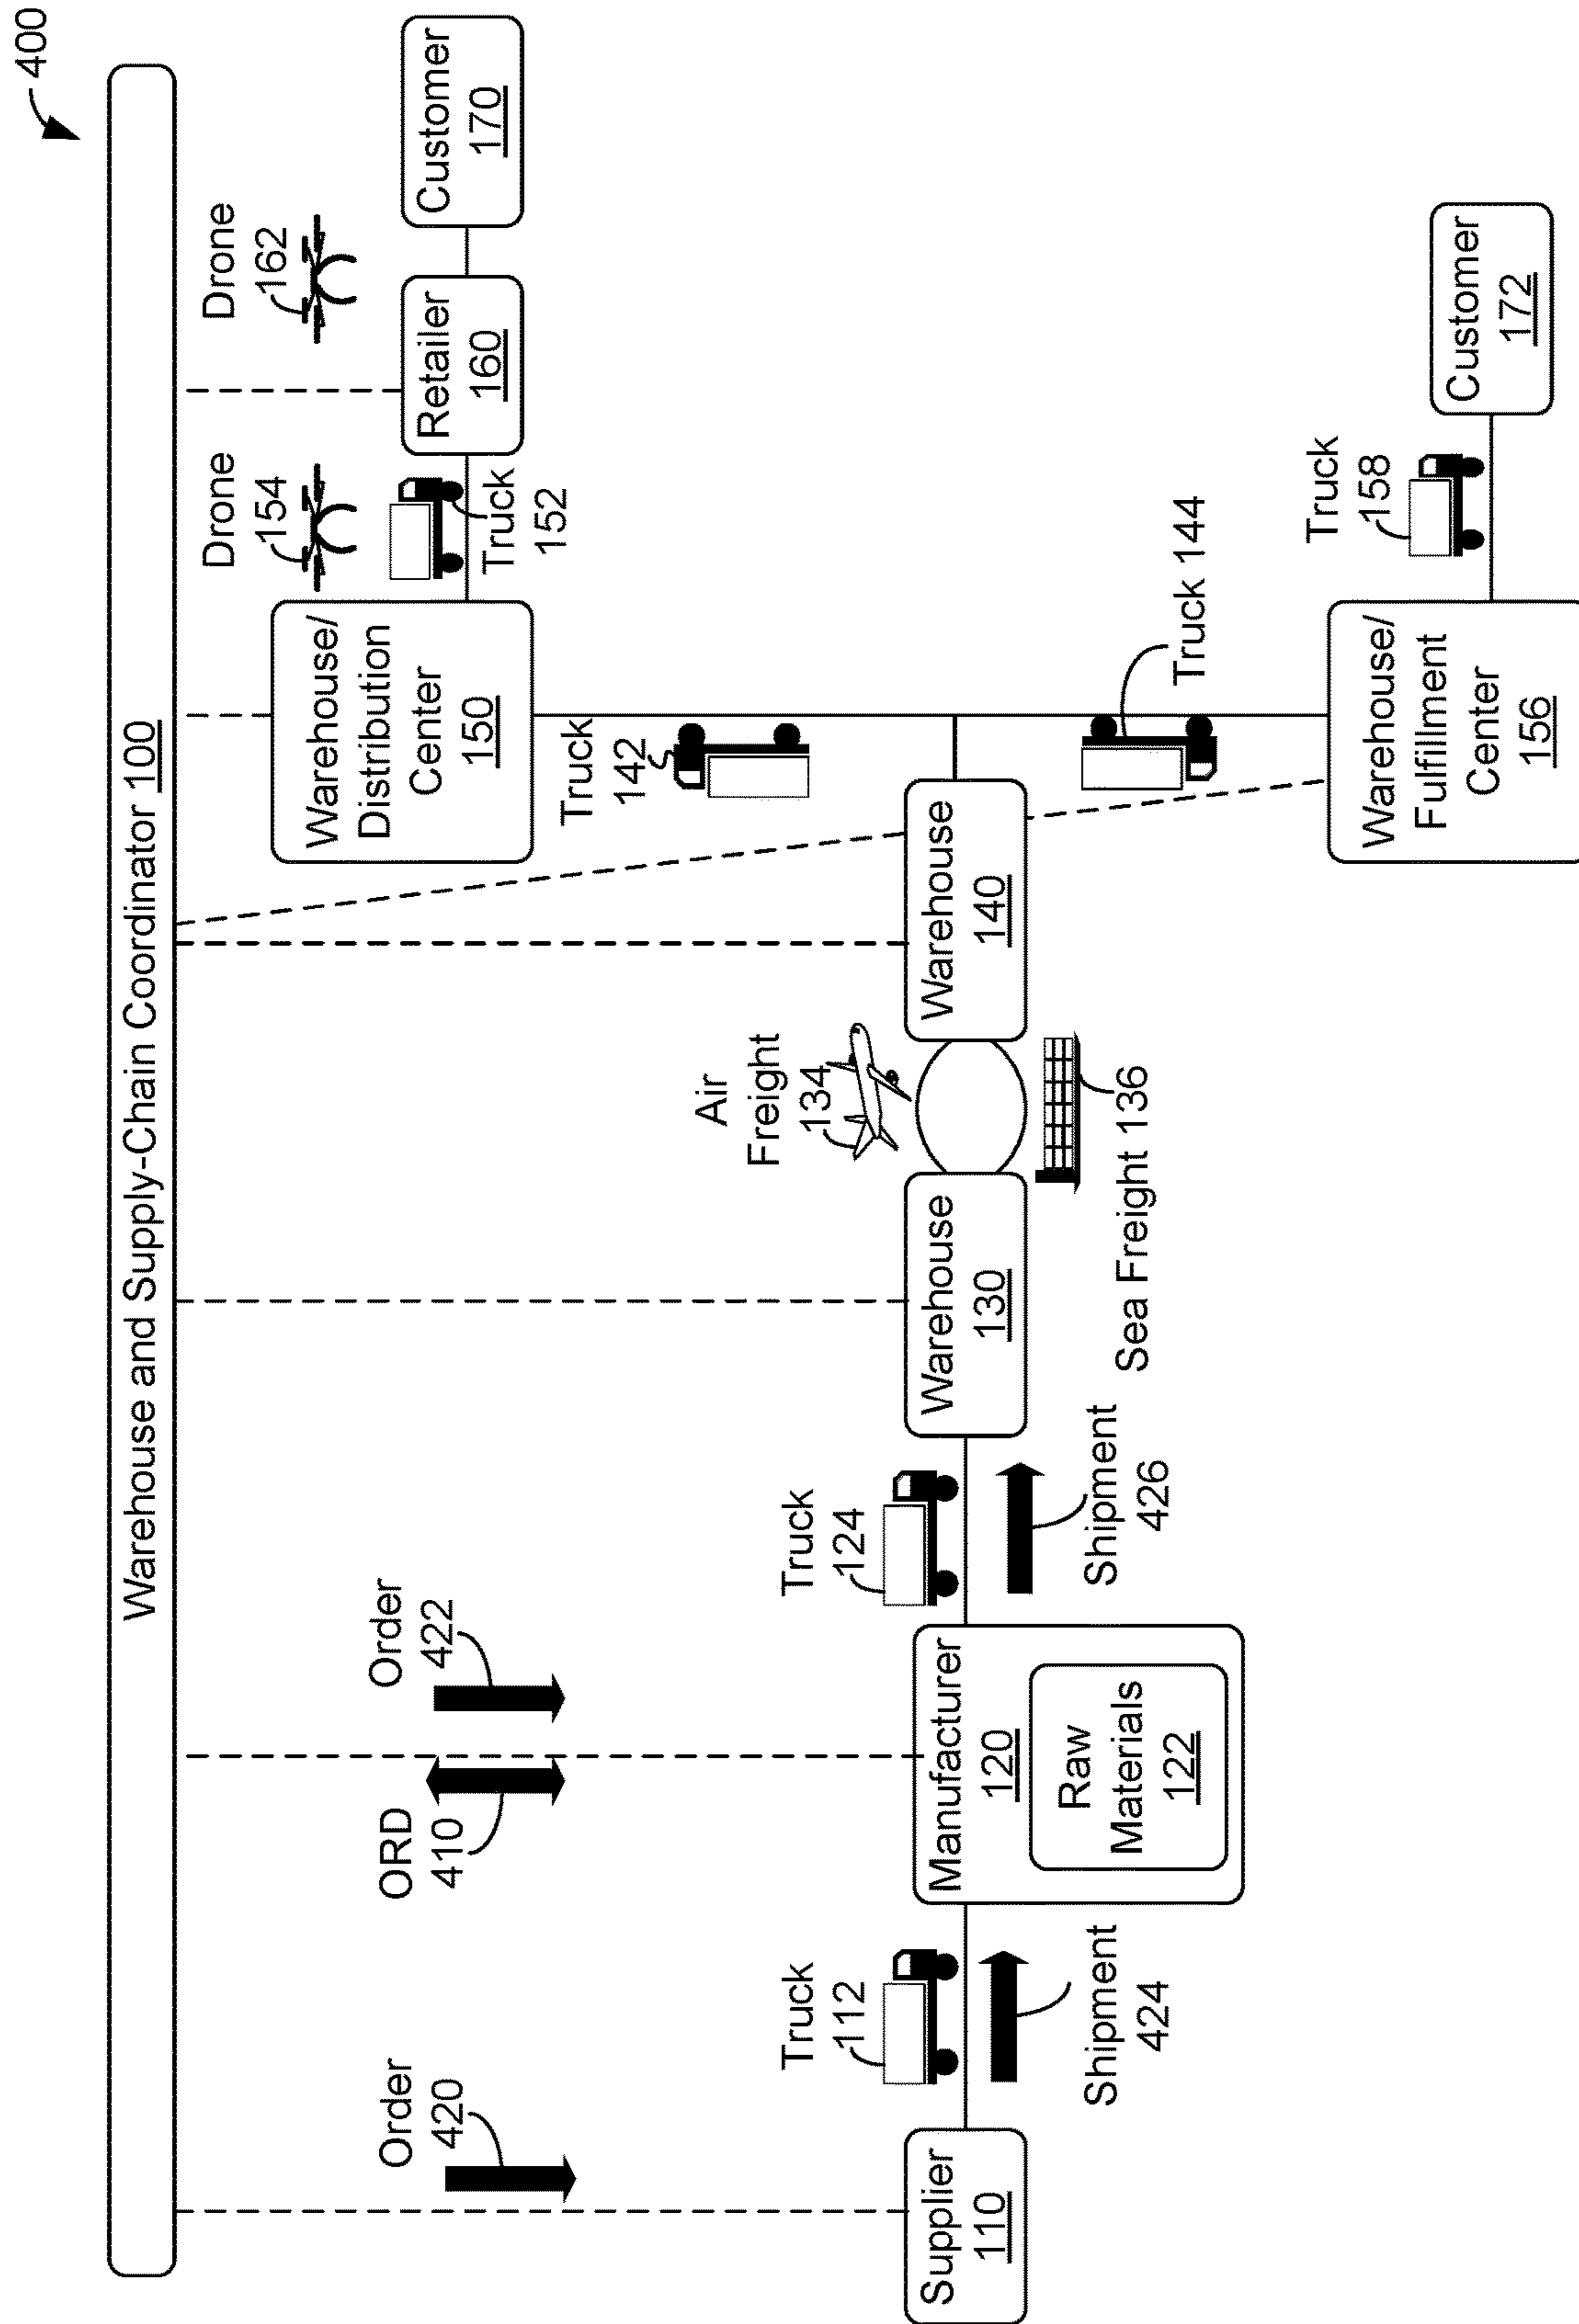 400
Warehouse and Supply-Chain Coordinator 100
Order
420
ORD
410
Order
422
Drone
154
Drone
162
Warehouse/
Distribution
Center
150
Truck
152
Retailer
160
Customer
170
Truck
142
Air
Freight
134
Truck
112
Truck
124
Supplier
110
Manufacturer
120
Raw
Materials
122
Warehouse
130
Warehouse
140
Shipment
424
Shipment
426
Sea Freight 136
Truck 144
Truck
158
Warehouse/
Fulfillment
Center
156
Customer
172